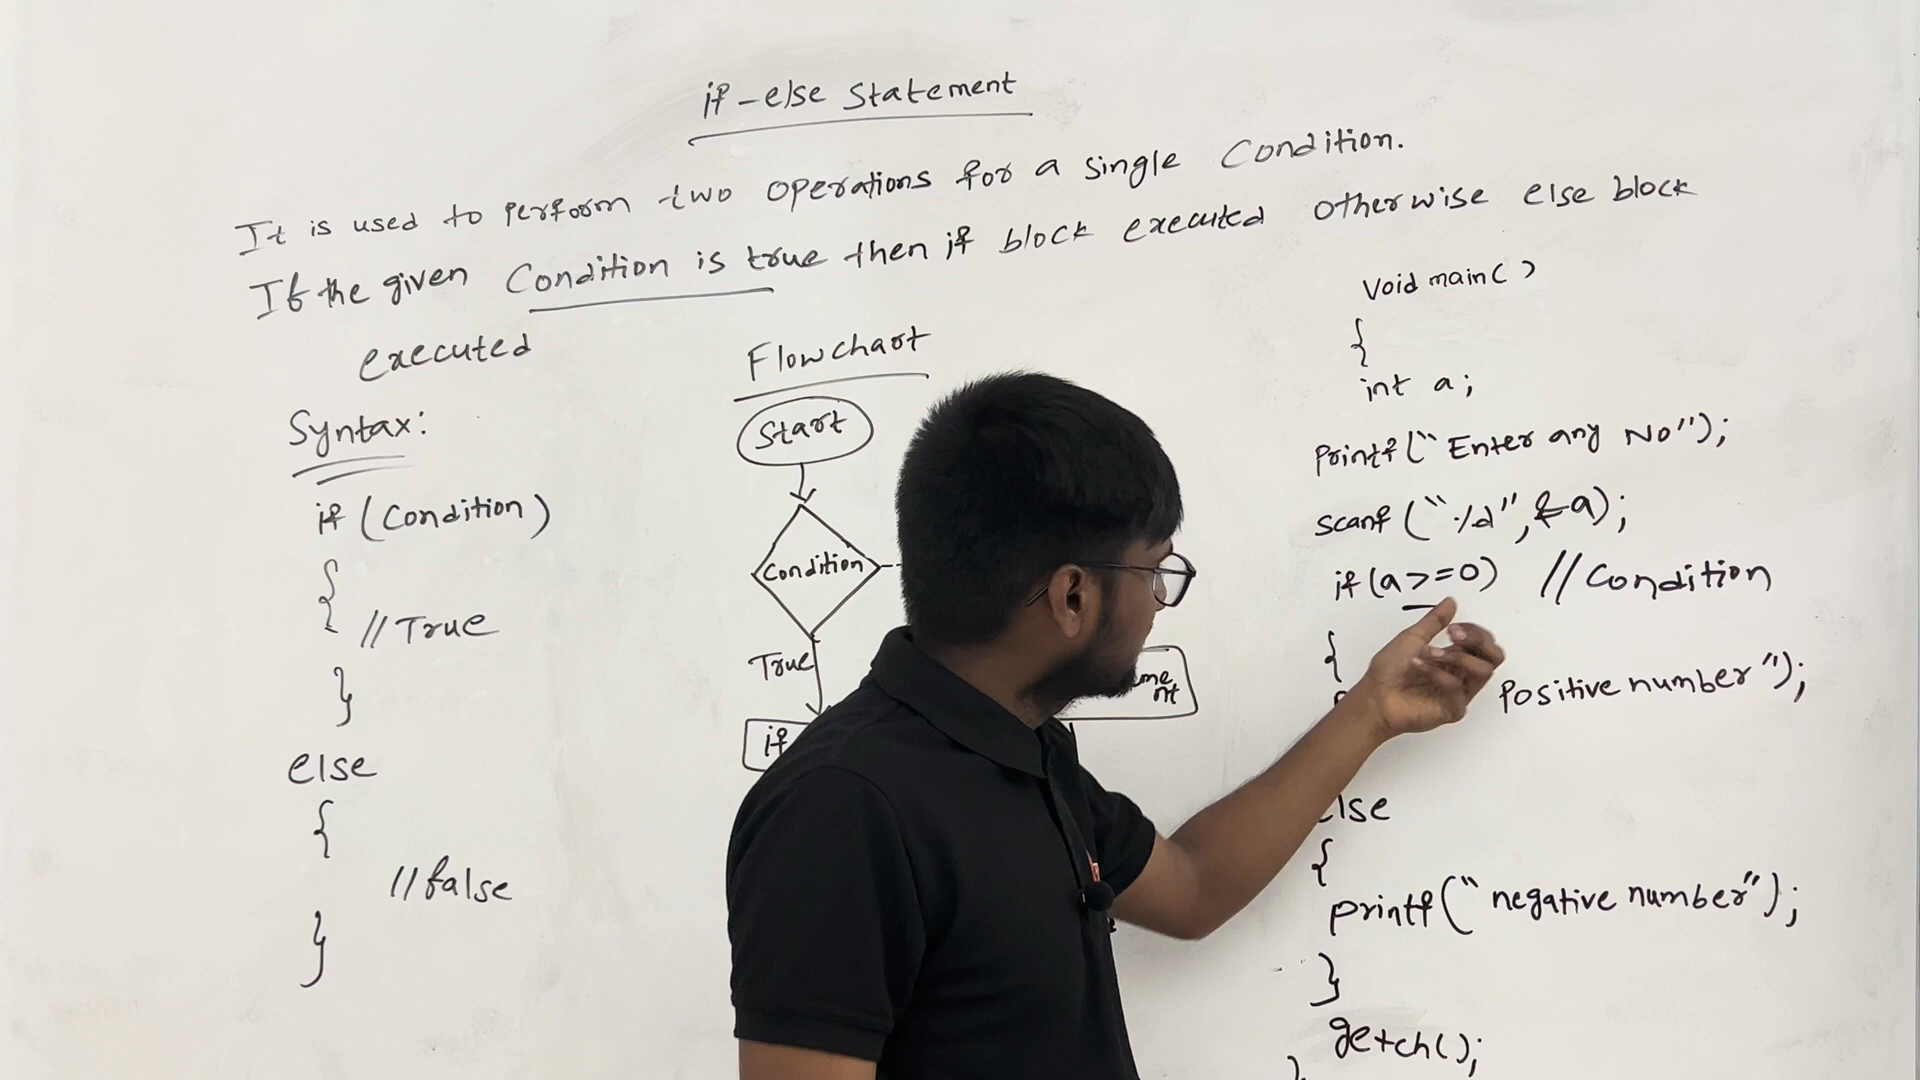 if-else statement
It is used to perform two operations for a single Condition.
If the given Condition is true then if block executed otherwise else block
executed
Syntax:
if (Condition)
{
//True
}
else
{
//false
}
Flowchart
Start
Condition
True
if
me
nt
Void main()
{
int a;
Printf("Enter any No");
scanf("%d",&a);
if(a>=0) //Condition
{
Positive number");
else
{
printf("negative number");
}
getch();
}